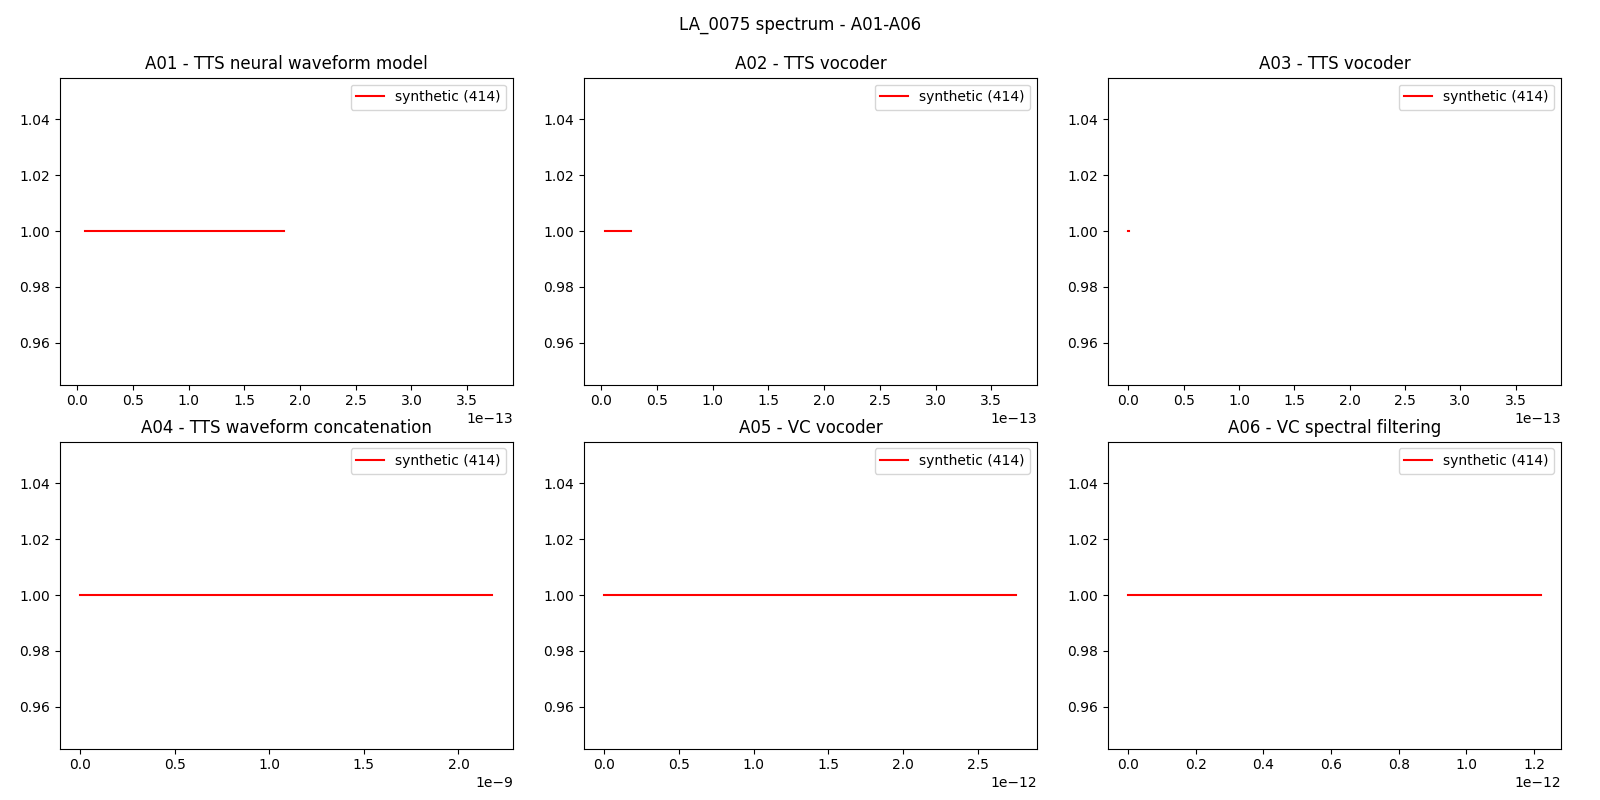 LA_0075 spectrum - A01-A06
A01 - TTS neural waveform model
synthetic (414)
1.04
1.02
1.00
0.98
0.96
0.0 0.5 1.0 1.5 2.0 2.5 3.0 3.5
1e−13
A02 - TTS vocoder
synthetic (414)
1.04
1.02
1.00
0.98
0.96
0.0 0.5 1.0 1.5 2.0 2.5 3.0 3.5
1e−13
A03 - TTS vocoder
synthetic (414)
1.04
1.02
1.00
0.98
0.96
0.0 0.5 1.0 1.5 2.0 2.5 3.0 3.5
1e−13
A04 - TTS waveform concatenation
synthetic (414)
1.04
1.02
1.00
0.98
0.96
0.0 0.5 1.0 1.5 2.0
1e−9
A05 - VC vocoder
synthetic (414)
1.04
1.02
1.00
0.98
0.96
0.0 0.5 1.0 1.5 2.0 2.5
1e−12
A06 - VC spectral filtering
synthetic (414)
1.04
1.02
1.00
0.98
0.96
0.0 0.2 0.4 0.6 0.8 1.0 1.2
1e−12